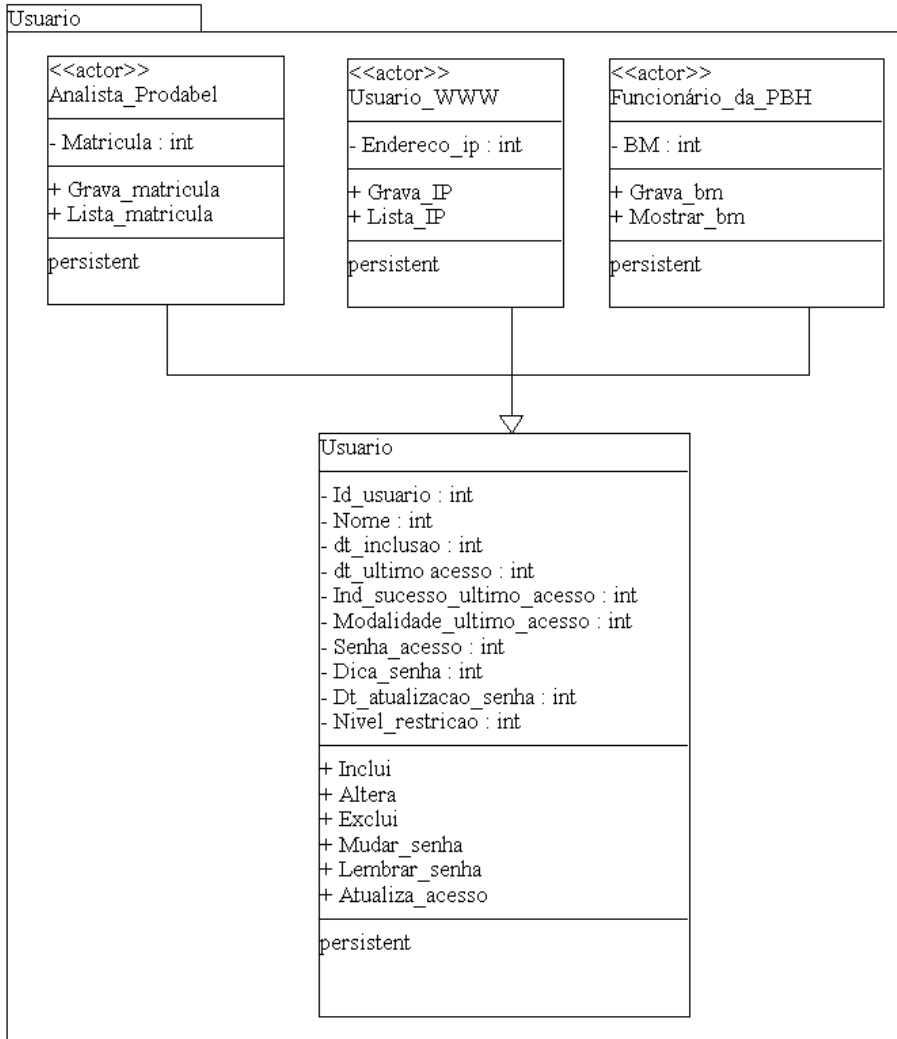 Usuario
<<actor>>
Analista_Prodabel
- Matricula : int
+ Grava_matricula
+ Lista_matricula
persistent
<<actor>>
Usuario_WWW
- Endereco_ip : int
+ Grava_IP
+ Lista_IP
persistent
<<actor>>
Funcionário_da_PBH
- BM : int
+ Grava_bm
+ Mostrar_bm
persistent
Usuario
- Id_usuario : int
- Nome : int
- dt_inclusao : int
- dt_ultimo acesso : int
- Ind_sucesso_ultimo_acesso : int
- Modalidade_ultimo_acesso : int
- Senha_acesso : int
- Dica_senha : int
- Dt_atualizacao_senha : int
- Nivel_restricao : int
+ Inclui
+ Altera
+ Exclui
+ Mudar_senha
+ Lembrar_senha
+ Atualiza_acesso
persistent